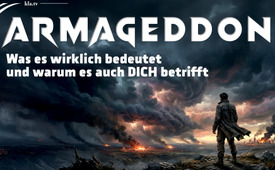 kla.tv
ARMAGEDDON
Was es wirklich bedeutet
und warum es auch DICH betrifft